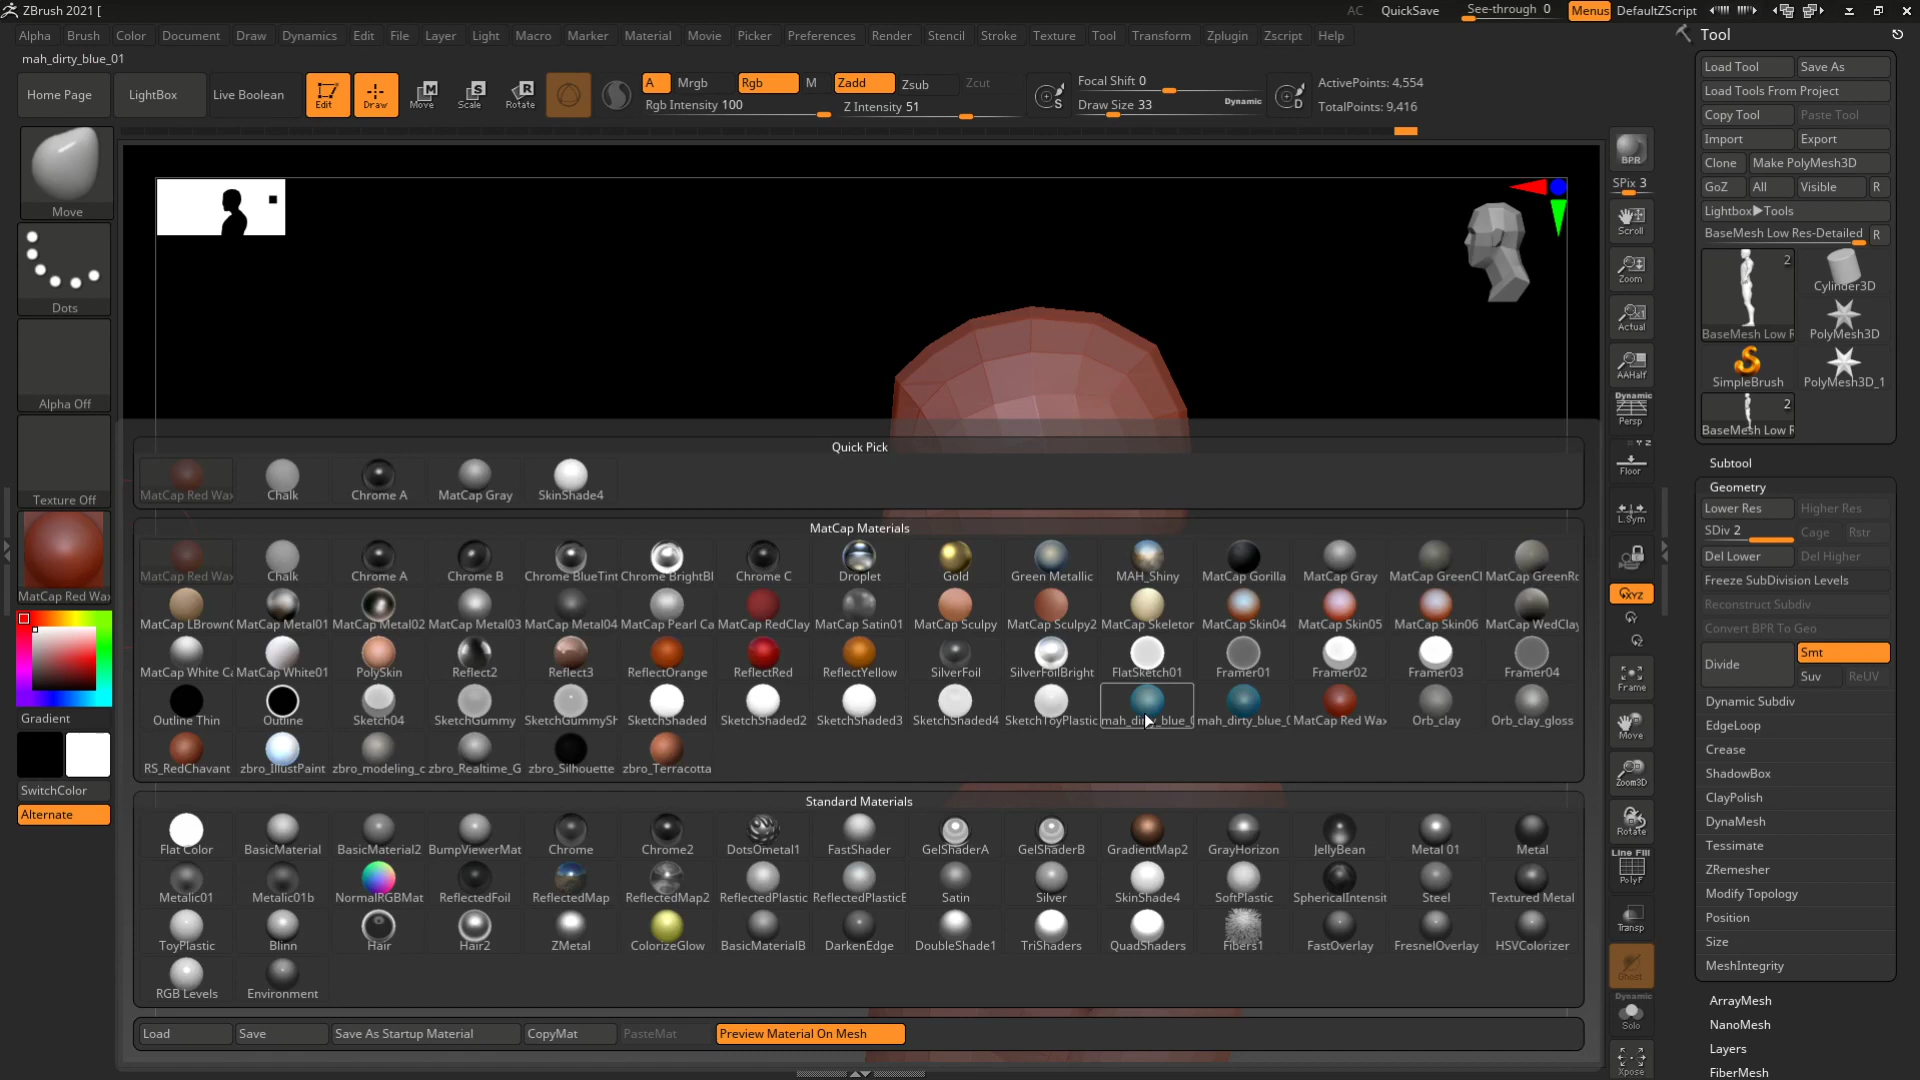 ZBrush 2021 [
AC QuickSave See-through 0 Menus DefaultZScript
Alpha Brush Color Document Draw Dynamics Edit File Layer Light Macro Marker Material Movie Picker Preferences Render Stencil Stroke Texture Tool Transform Zplugin Zscript Help
mah_dirty_blue_01
Home Page LightBox Live Boolean Edit Draw Move Scale Rotate
A Mrgb Rgb M Zadd Zsub Zcut
Rgb Intensity 100 Z Intensity 51
Focal Shift 0
Draw Size 33 Dynamic
ActivePoints: 4,554
TotalPoints: 9,416
Move
Dots
Alpha Off
Texture Off
MatCap Red Wax
Gradient
SwitchColor
Alternate
Quick Pick
MatCap Red Wax Chalk Chrome A MatCap Gray SkinShade4
MatCap Materials
MatCap Red Wax Chalk Chrome A Chrome B Chrome BlueTint Chrome BrightBl Chrome C Droplet Gold Green Metallic MAH_Shiny MatCap Gorilla MatCap Gray MatCap GreenCl MatCap GreenRo
MatCap LBrownC MatCap Metal01 MatCap Metal02 MatCap Metal03 MatCap Metal04 MatCap Pearl Ca MatCap RedClay MatCap Satin01 MatCap Sculpy MatCap Sculpy2 MatCap Skeletor MatCap Skin04 MatCap Skin05 MatCap Skin06 MatCap WedClay
MatCap White Ca MatCap White01 PolySkin Reflect2 Reflect3 ReflectOrange ReflectRed ReflectYellow SilverFoil SilverFoilBright FlatSketch01 Framer01 Framer02 Framer03 Framer04
Outline Thin Outline Sketch04 SketchGummy SketchGummySh SketchShaded SketchShaded2 SketchShaded3 SketchShaded4 SketchToyPlastic mah_dirty_blue_0 mah_dirty_blue_0 MatCap Red Wax Orb_clay Orb_clay_gloss
RS_RedChavant zbro_IllustPaint zbro_modeling_c zbro_Realtime_G zbro_Silhouette zbro_Terracotta
Standard Materials
Flat Color BasicMaterial BasicMaterial2 BumpViewerMat Chrome Chrome2 DotsOmetal1 FastShader GelShaderA GelShaderB GradientMap2 GrayHorizon JellyBean Metal 01 Metal
Metalic01 Metalic01b NormalRGBMat ReflectedFoil ReflectedMap ReflectedMap2 ReflectedPlastic ReflectedPlasticE Satin Silver SkinShade4 SoftPlastic SphericalIntensit Steel Textured Metal
ToyPlastic Blinn Hair Hair2 ZMetal ColorizeGlow BasicMaterialB DarkenEdge DoubleShade1 TriShaders QuadShaders Fibers1 FastOverlay FresnelOverlay HSVColorizer
RGB Levels Environment
Load Save Save As Startup Material CopyMat PasteMat Preview Material On Mesh
BPR
SPix 3
Scroll
Zoom
Actual
AAHalf
Dynamic
Persp
Floor
L.Sym
XYZ
Frame
Move
Zoom3D
Rotate
Line Fill
PolyF
Transp
Ghost
Dynamic
Solo
Xpose
Tool
Load Tool Save As
Load Tools From Project
Copy Tool Paste Tool
Import Export
Clone Make PolyMesh3D
GoZ All Visible R
Lightbox▶Tools
BaseMesh Low Res-Detailed R
2
BaseMesh Low R Cylinder3D
PolyMesh3D
SimpleBrush PolyMesh3D_1
2
BaseMesh Low R
Subtool
Geometry
Lower Res Higher Res
SDiv 2 Cage Rstr
Del Lower Del Higher
Freeze SubDivision Levels
Reconstruct Subdiv
Convert BPR To Geo
Divide Smt
Suv ReUV
Dynamic Subdiv
EdgeLoop
Crease
ShadowBox
ClayPolish
DynaMesh
Tessimate
ZRemesher
Modify Topology
Position
Size
MeshIntegrity
ArrayMesh
NanoMesh
Layers
FiberMesh